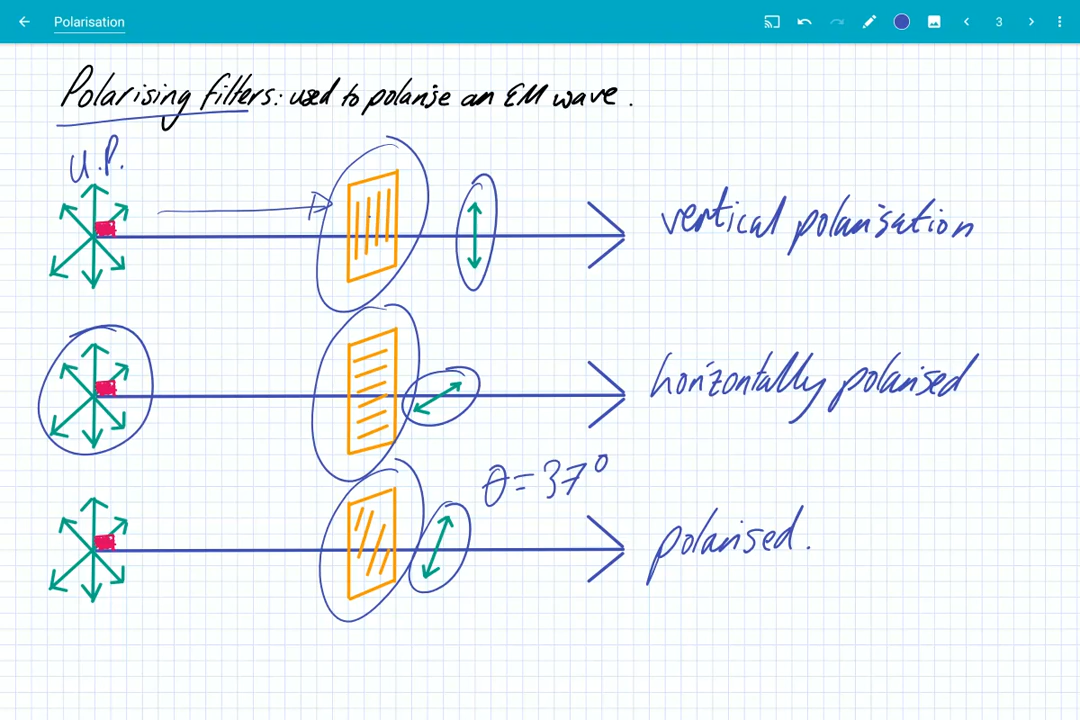 Polarisation
3
Polarising filters: used to polarise an EM wave.
U.P.
vertical polarisation
horizontally polarised
θ = 37°
polarised.